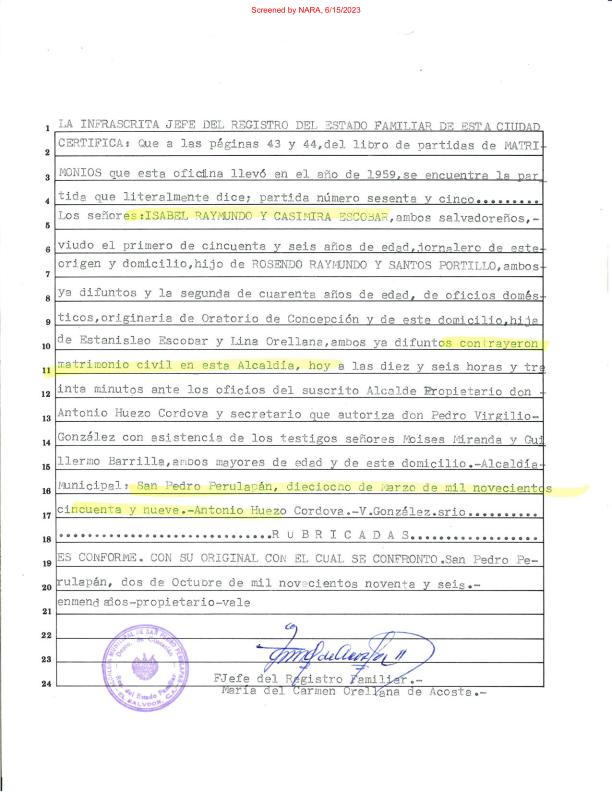 Screened by NARA, 6/15/2023
1 LA INFRASCRITA JEFE DEL REGISTRO DEL ESTADO FAMILIAR DE ESTA CIUDAD
2 CERTIFICA: Que a las páginas 43 y 44,del libro de partidas de MATRI-
3 MONIOS que esta oficina llevó en el año de 1959,se encuentra la par-
4 tida que literalmente dice; partida número sesenta y cinco.........
5 Los señores:ISABEL RAYMUNDO Y CASIMIRA ESCOBAR,ambos salvadoreños,-
6 viudo el primero de cincuenta y seis años de edad,jornalero de este
7 origen y domicilio,hijo de ROSENDO RAYMUNDO Y SANTOS PORTILLO,ambos
8 ya difuntos y la segunda de cuarenta años de edad, de oficios domés-
9 ticos,originaria de Oratorio de Concepción y de este domicilio,hija
10 de Estanislao Escobar y Lina Orellana,ambos ya difuntos contrayeron
11 matrimonio civil en esta Alcaldía, hoy a las diez y seis horas y tre
12 inta minutos ante los oficios del suscrito Alcalde Propietario don -
13 Antonio Huezo Cordova y secretario que autoriza don Pedro Virgilio-
14 González con asistencia de los testigos señores Moises Miranda y Gui
15 llermo Barrilla,ambos mayores de edad y de este domicilio.-Alcaldía-
16 Municipal: San Pedro Perulapán, dieciocho de Marzo de mil novecientos
17 cincuenta y nueve.-Antonio Huezo Cordova.-V.González.srio..........
18 ............................R U B R I C A D A S.................
19 ES CONFORME. CON SU ORIGINAL CON EL CUAL SE CONFRONTO.San Pedro Pe-
20 rulapán, dos de Octubre de mil novecientos noventa y seis.-
21 enmend ados-propietario-vale
22
23
24 FJefe del Registro Familiar.-
María del Carmen Orellana de Acosta.-
ALCALDIA MUNICIPAL DE SAN PEDRO PERULAPAN
Reg. del Estado Familiar
EL SALVADOR, C.A.